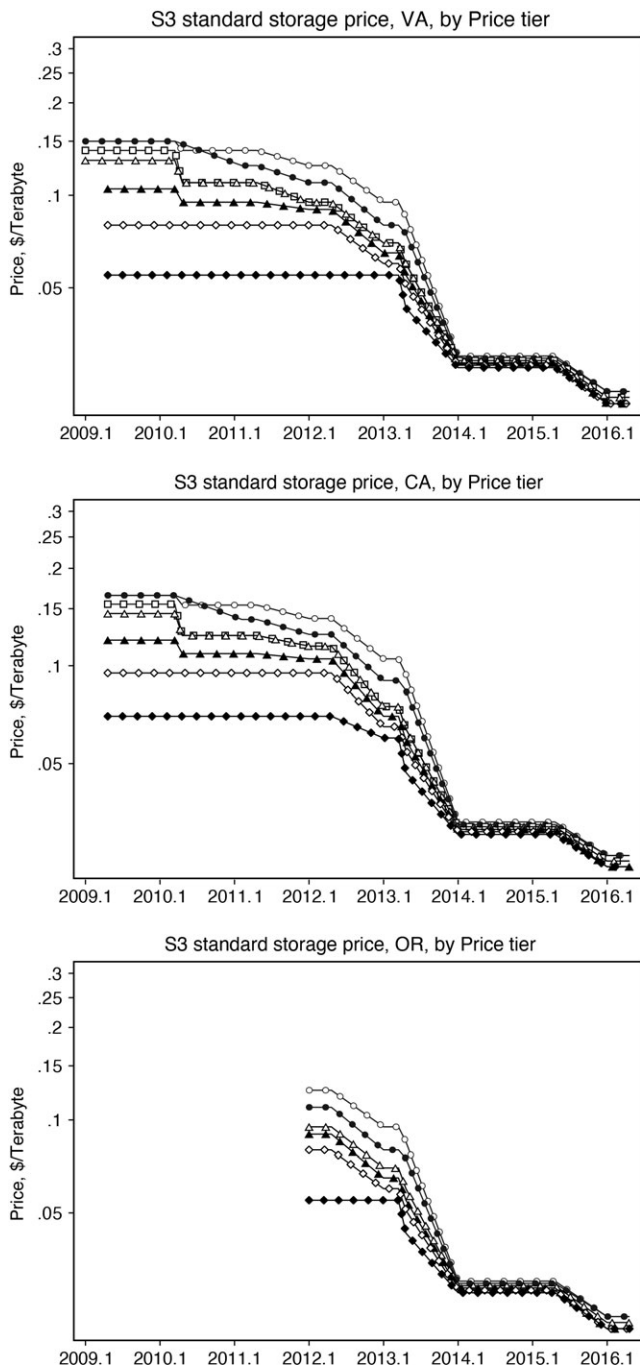 S3 standard storage price, VA, by Price tier
.3
.25
.2
.15
.1
.05
Price, $/Terabyte
2009.1 2010.1 2011.1 2012.1 2013.1 2014.1 2015.1 2016.1
S3 standard storage price, CA, by Price tier
.3
.25
.2
.15
.1
.05
Price, $/Terabyte
2009.1 2010.1 2011.1 2012.1 2013.1 2014.1 2015.1 2016.1
S3 standard storage price, OR, by Price tier
.3
.25
.2
.15
.1
.05
Price, $/Terabyte
2009.1 2010.1 2011.1 2012.1 2013.1 2014.1 2015.1 2016.1